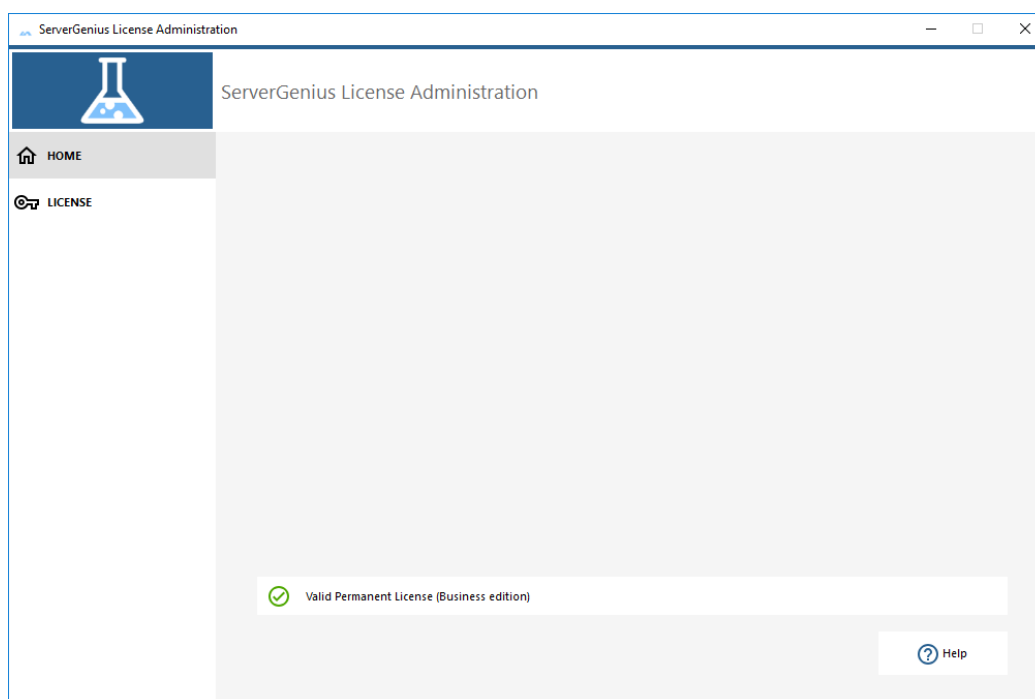 ServerGenius License Administration
ServerGenius License Administration
HOME
LICENSE
Valid Permanent License (Business edition)
Help